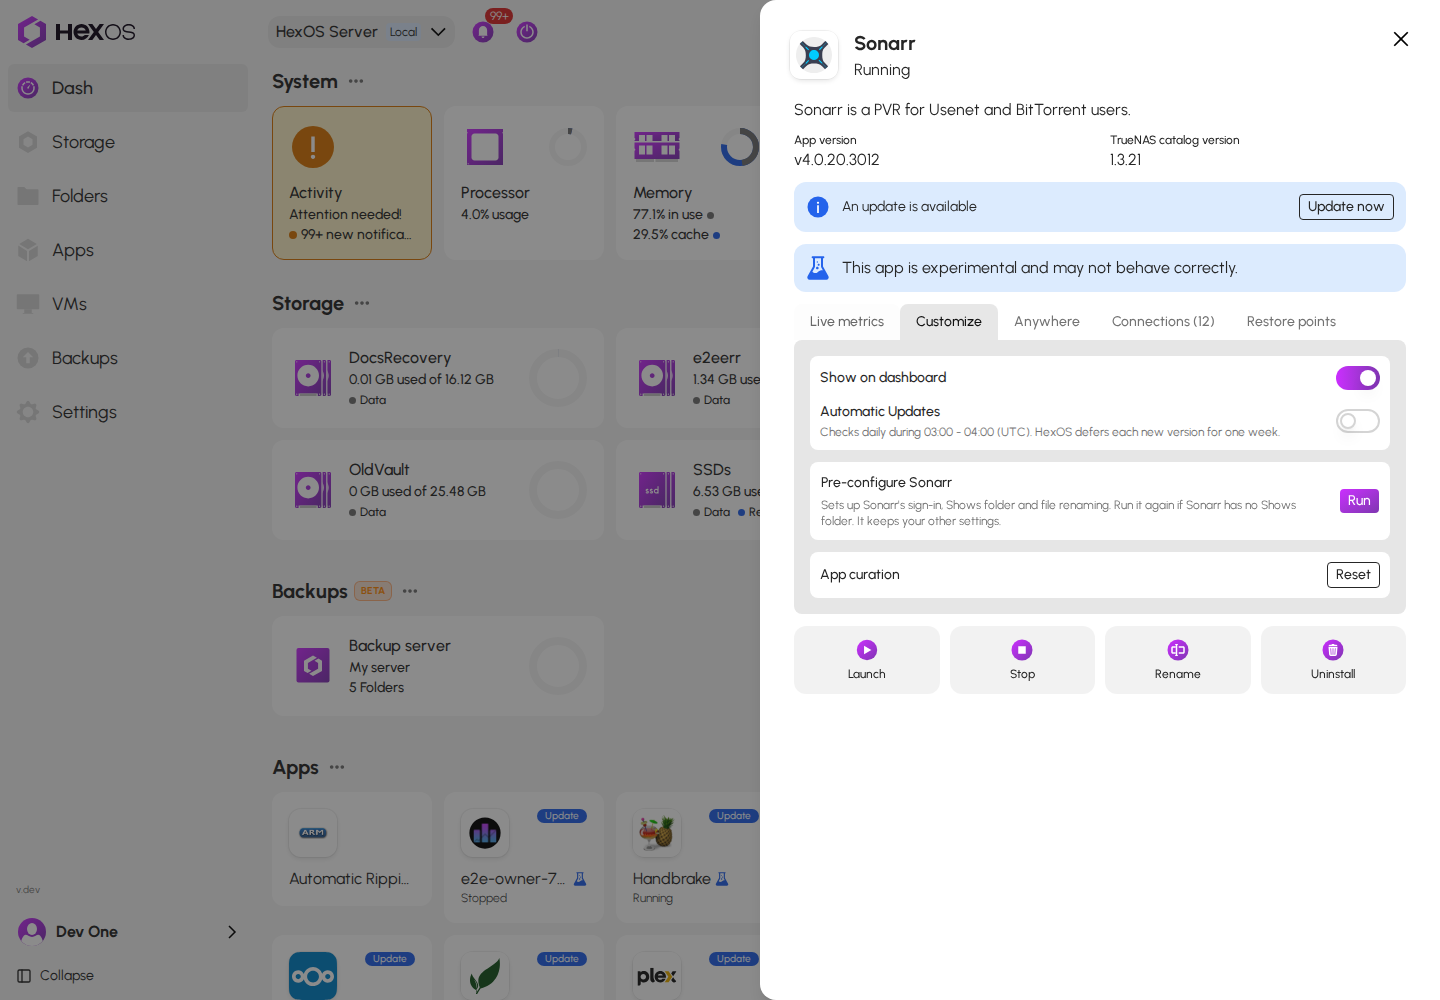 HEXOS
HexOS Server Local
99+
Dash
Storage
Folders
Apps
VMs
Backups
Settings
v.dev
Dev One
Collapse
System
Activity
Attention needed!
99+ new notifica...
Processor
4.0% usage
Memory
77.1% in use
29.5% cache
Storage
DocsRecovery
0.01 GB used of 16.12 GB
Data
e2eerr
1.34 GB use
Data
OldVault
0 GB used of 25.48 GB
Data
SSDs
ssd
6.53 GB use
Data Re
Backups BETA
Backup server
My server
5 Folders
Apps
ARM
Automatic Rippi...
Update
e2e-owner-7...
Stopped
Update
Handbrake
Running
Update
Update
plex
Update
Sonarr
Running
Sonarr is a PVR for Usenet and BitTorrent users.
App version
v4.0.20.3012
TrueNAS catalog version
1.3.21
An update is available
Update now
This app is experimental and may not behave correctly.
Live metrics
Customize
Anywhere
Connections (12)
Restore points
Show on dashboard
Automatic Updates
Checks daily during 03:00 - 04:00 (UTC). HexOS defers each new version for one week.
Pre-configure Sonarr
Sets up Sonarr's sign-in, Shows folder and file renaming. Run it again if Sonarr has no Shows
folder. It keeps your other settings.
Run
App curation
Reset
Launch
Stop
Rename
Uninstall